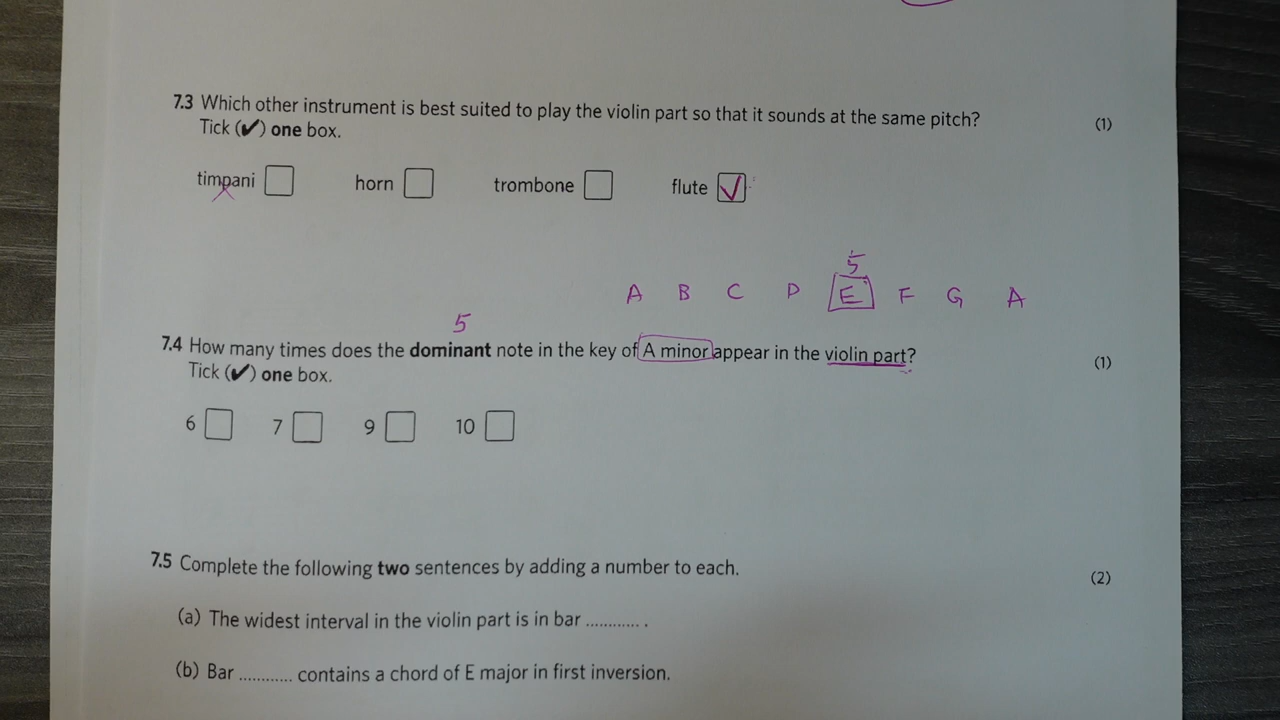 7.3 Which other instrument is best suited to play the violin part so that it sounds at the same pitch? (1)
Tick (✔) one box.
timpani horn trombone flute
5
A B C D E F G A
5
7.4 How many times does the dominant note in the key of A minor appear in the violin part? (1)
Tick (✔) one box.
6 7 9 10
7.5 Complete the following two sentences by adding a number to each. (2)
(a) The widest interval in the violin part is in bar ............ .
(b) Bar ............ contains a chord of E major in first inversion.